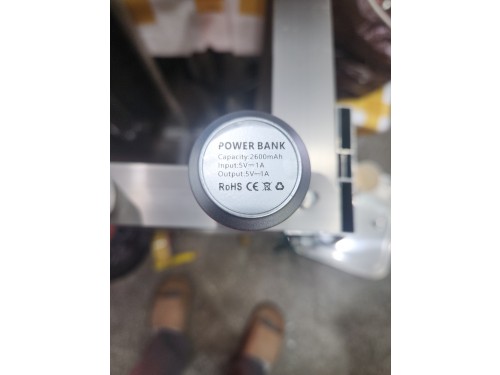 POWER BANK
Capacity:2600mAh
Input:5V⎓1A
Output:5V⎓1A
RoHS CE